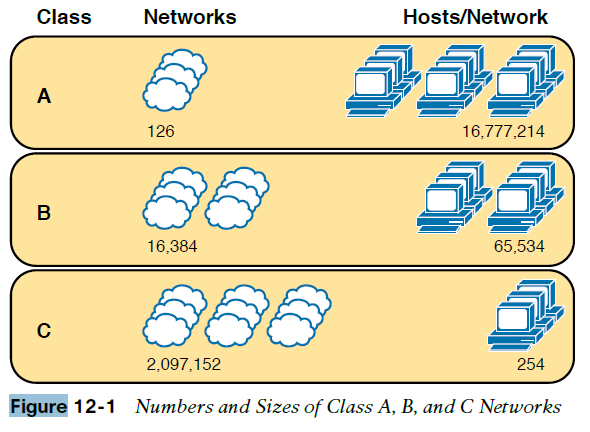 Class Networks Hosts/Network
A
126 16,777,214
B
16,384 65,534
C
2,097,152 254
Figure 12-1 Numbers and Sizes of Class A, B, and C Networks